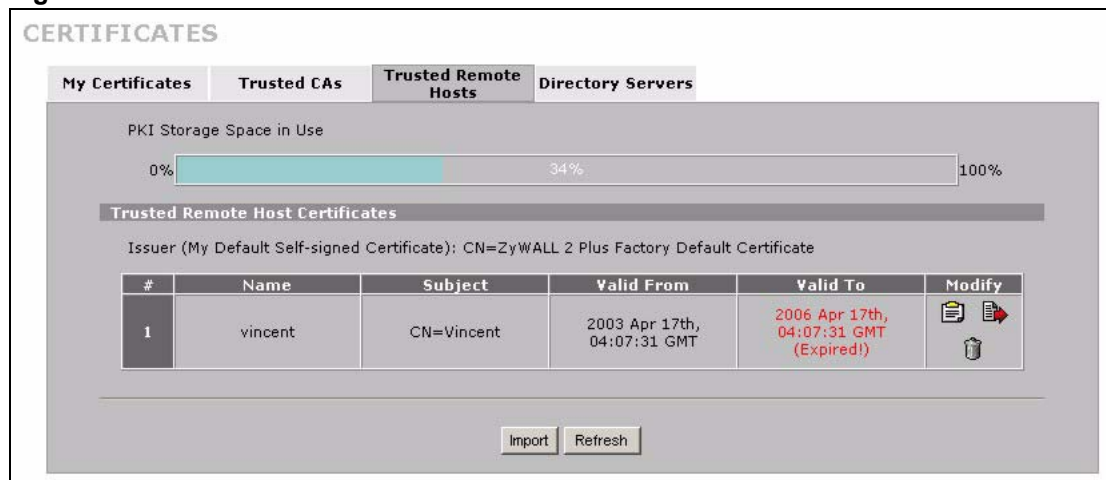 CERTIFICATES
My Certificates
Trusted CAs
Trusted Remote
Hosts
Directory Servers
PKI Storage Space in Use
0%
34%
100%
Trusted Remote Host Certificates
Issuer (My Default Self-signed Certificate): CN=ZyWALL 2 Plus Factory Default Certificate
# Name Subject Valid From Valid To Modify
1 vincent CN=Vincent
2003 Apr 17th,
04:07:31 GMT
2006 Apr 17th,
04:07:31 GMT
(Expired!)
Import Refresh